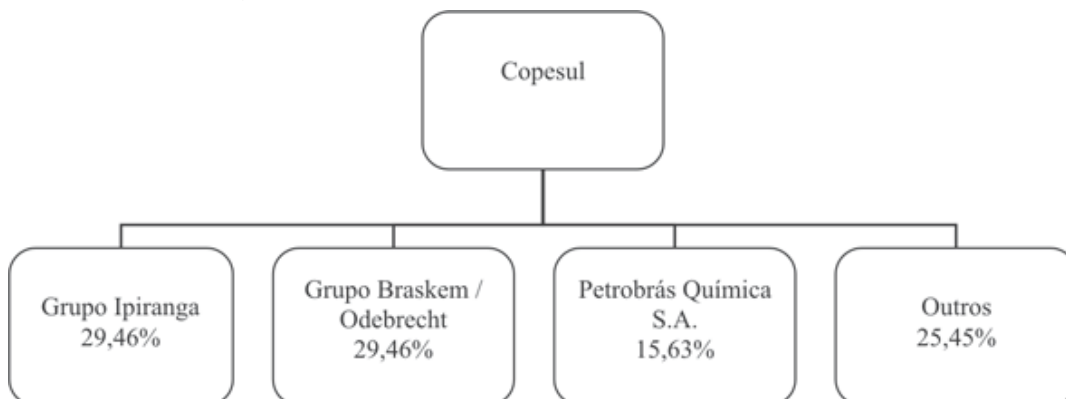 Copesul
Grupo Ipiranga
29,46%
Grupo Braskem /
Odebrecht
29,46%
Petrobrás Química
S.A.
15,63%
Outros
25,45%